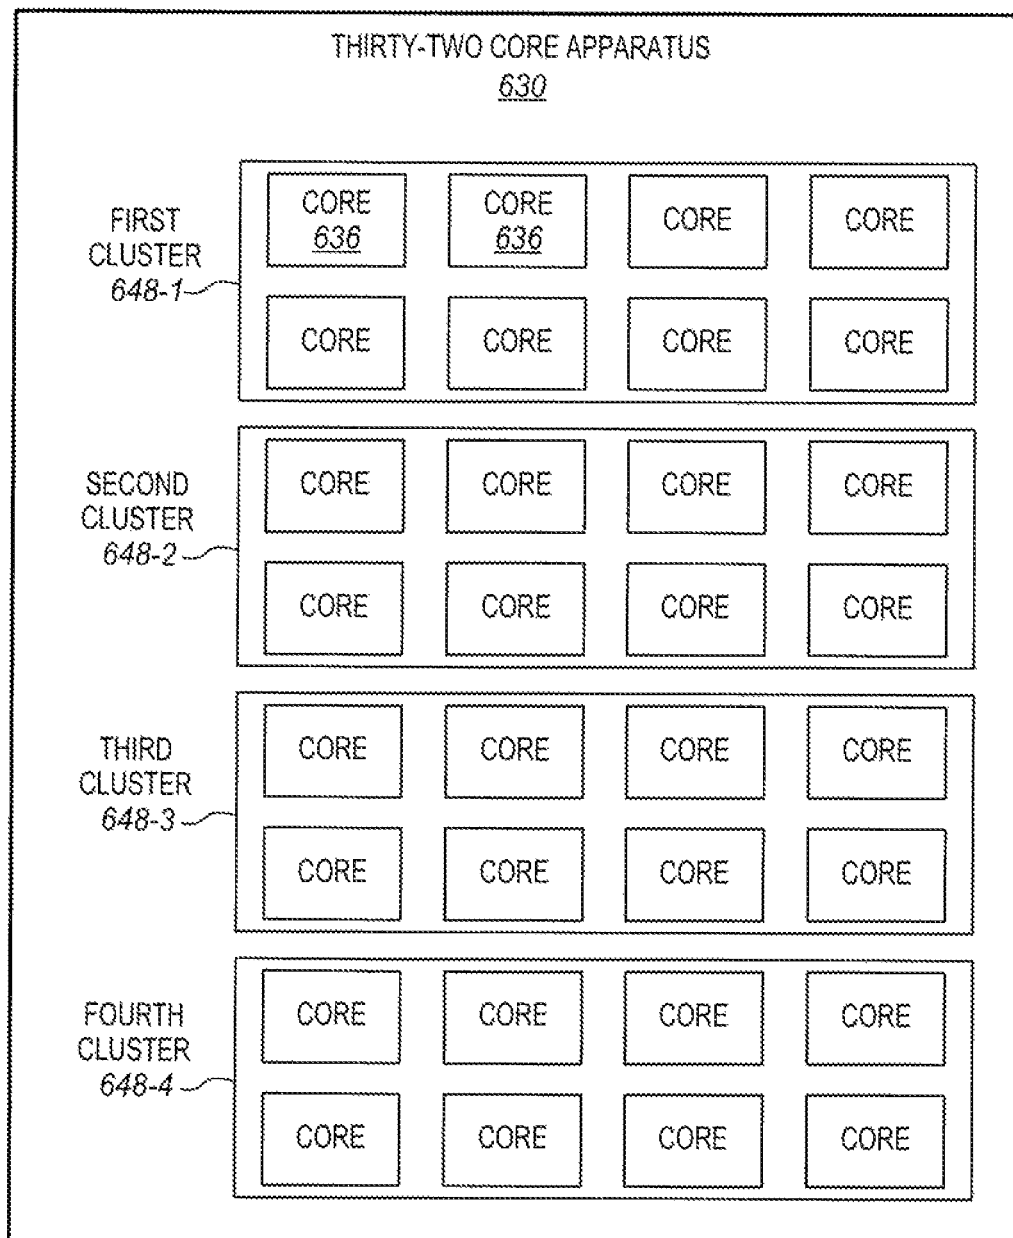 THIRTY-TWO CORE APPARATUS
630
FIRST
CLUSTER
648-1
CORE
636
CORE
636
CORE
CORE
CORE
CORE
CORE
CORE
SECOND
CLUSTER
648-2
CORE
CORE
CORE
CORE
CORE
CORE
CORE
CORE
THIRD
CLUSTER
648-3
CORE
CORE
CORE
CORE
CORE
CORE
CORE
CORE
FOURTH
CLUSTER
648-4
CORE
CORE
CORE
CORE
CORE
CORE
CORE
CORE